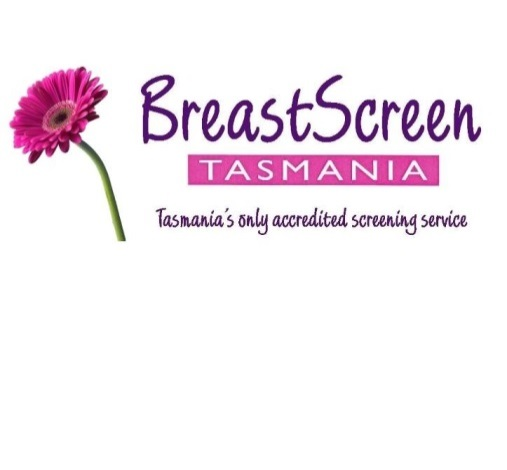 BreastScreen
TASMANIA
Tasmania's only accredited screening service